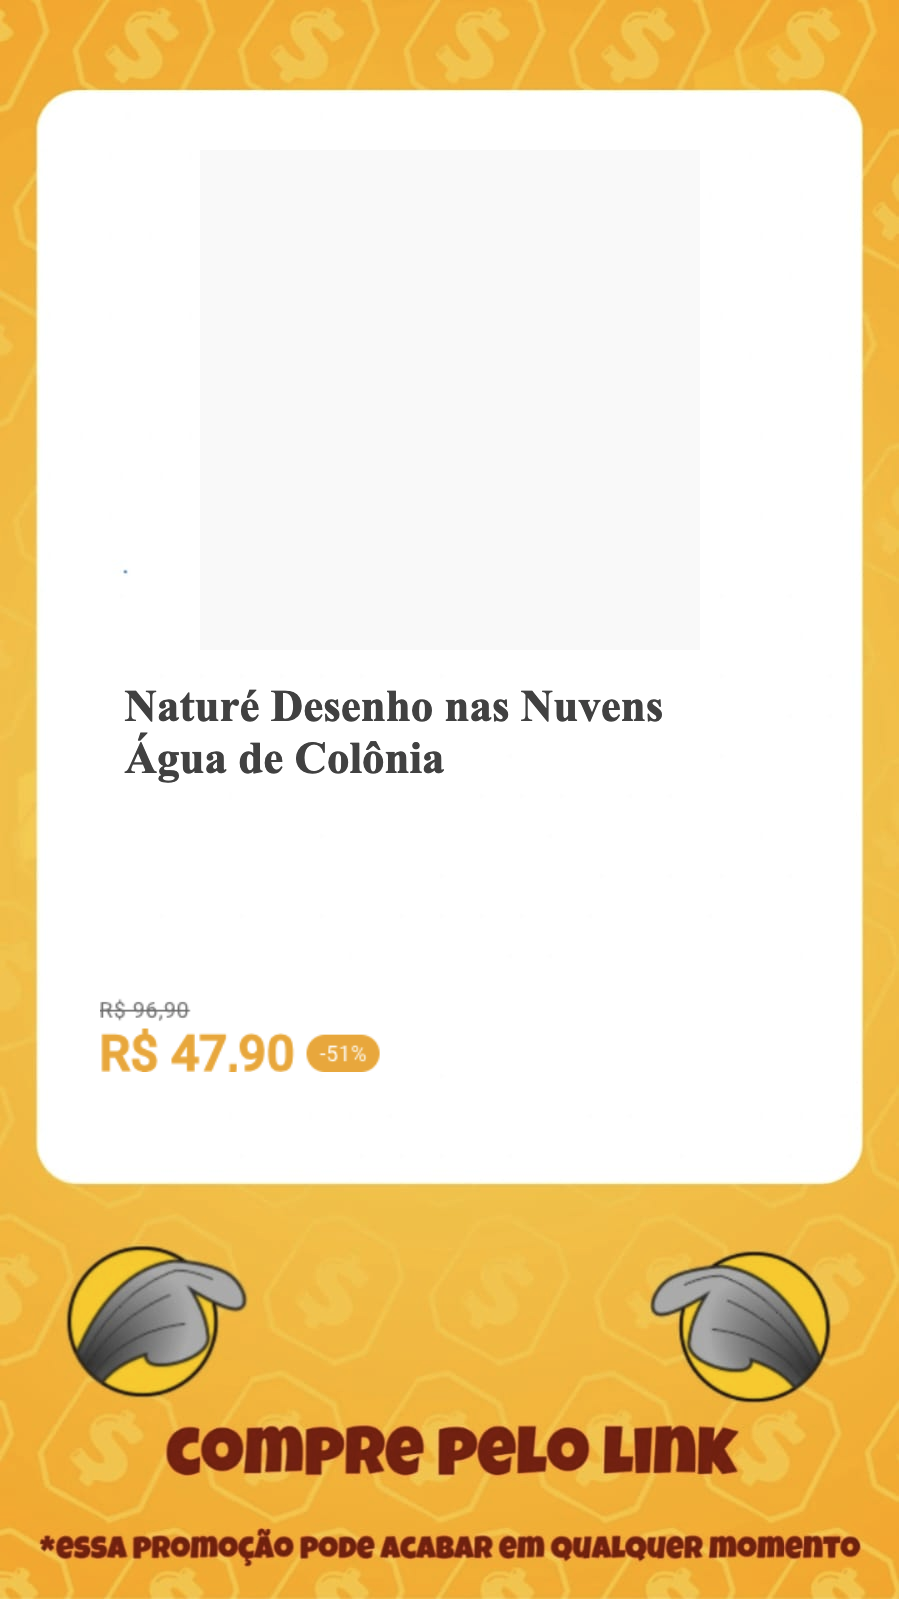 Naturé Desenho nas Nuvens
Água de Colônia
R$ 96,90
R$ 47,90 -51%
COMPRE PELO LINK
*ESSA PROMOÇÃO PODE ACABAR EM QUALQUER MOMENTO